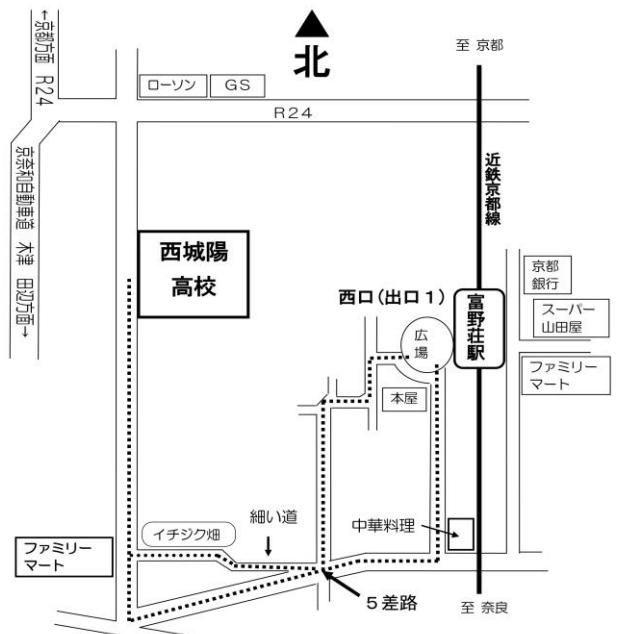 ←京都方面 R24
京奈和自動車道 木津 田辺方面→
▲
北
至 京都
ローソン
GS
R24
近鉄京都線
西城陽
高校
西口(出口1)
富野荘駅
広
場
京都
銀行
スーパー
山田屋
ファミリー
マート
本屋
イチジク畑
細い道
中華料理
ファミリー
マート
5差路
至 奈良